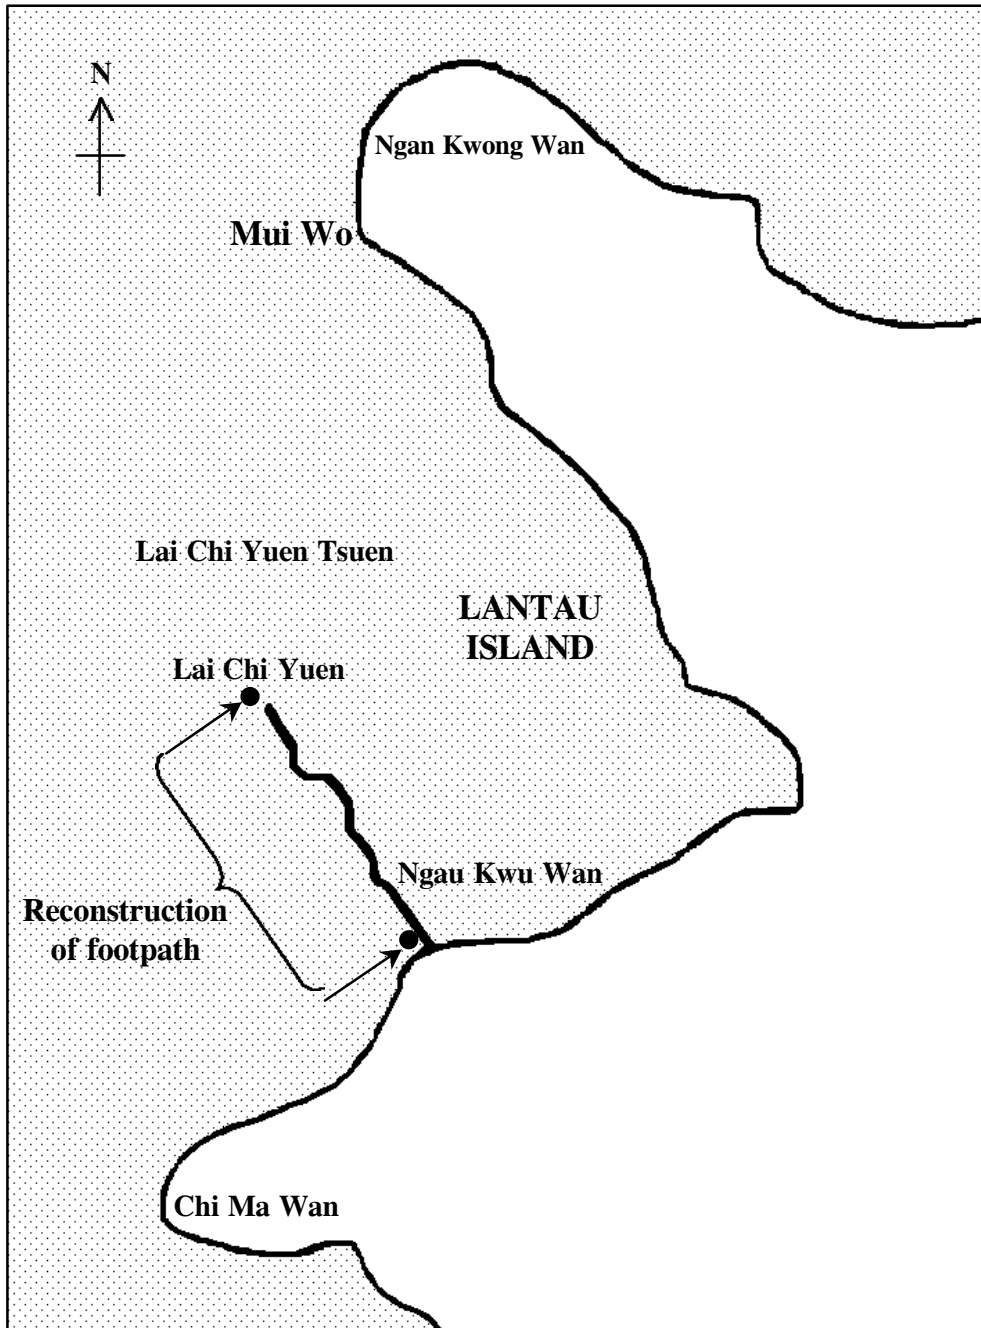 N
Ngan Kwong Wan
Mui Wo
Lai Chi Yuen Tsuen
LANTAU
ISLAND
Lai Chi Yuen
Ngau Kwu Wan
Reconstruction
of footpath
Chi Ma Wan